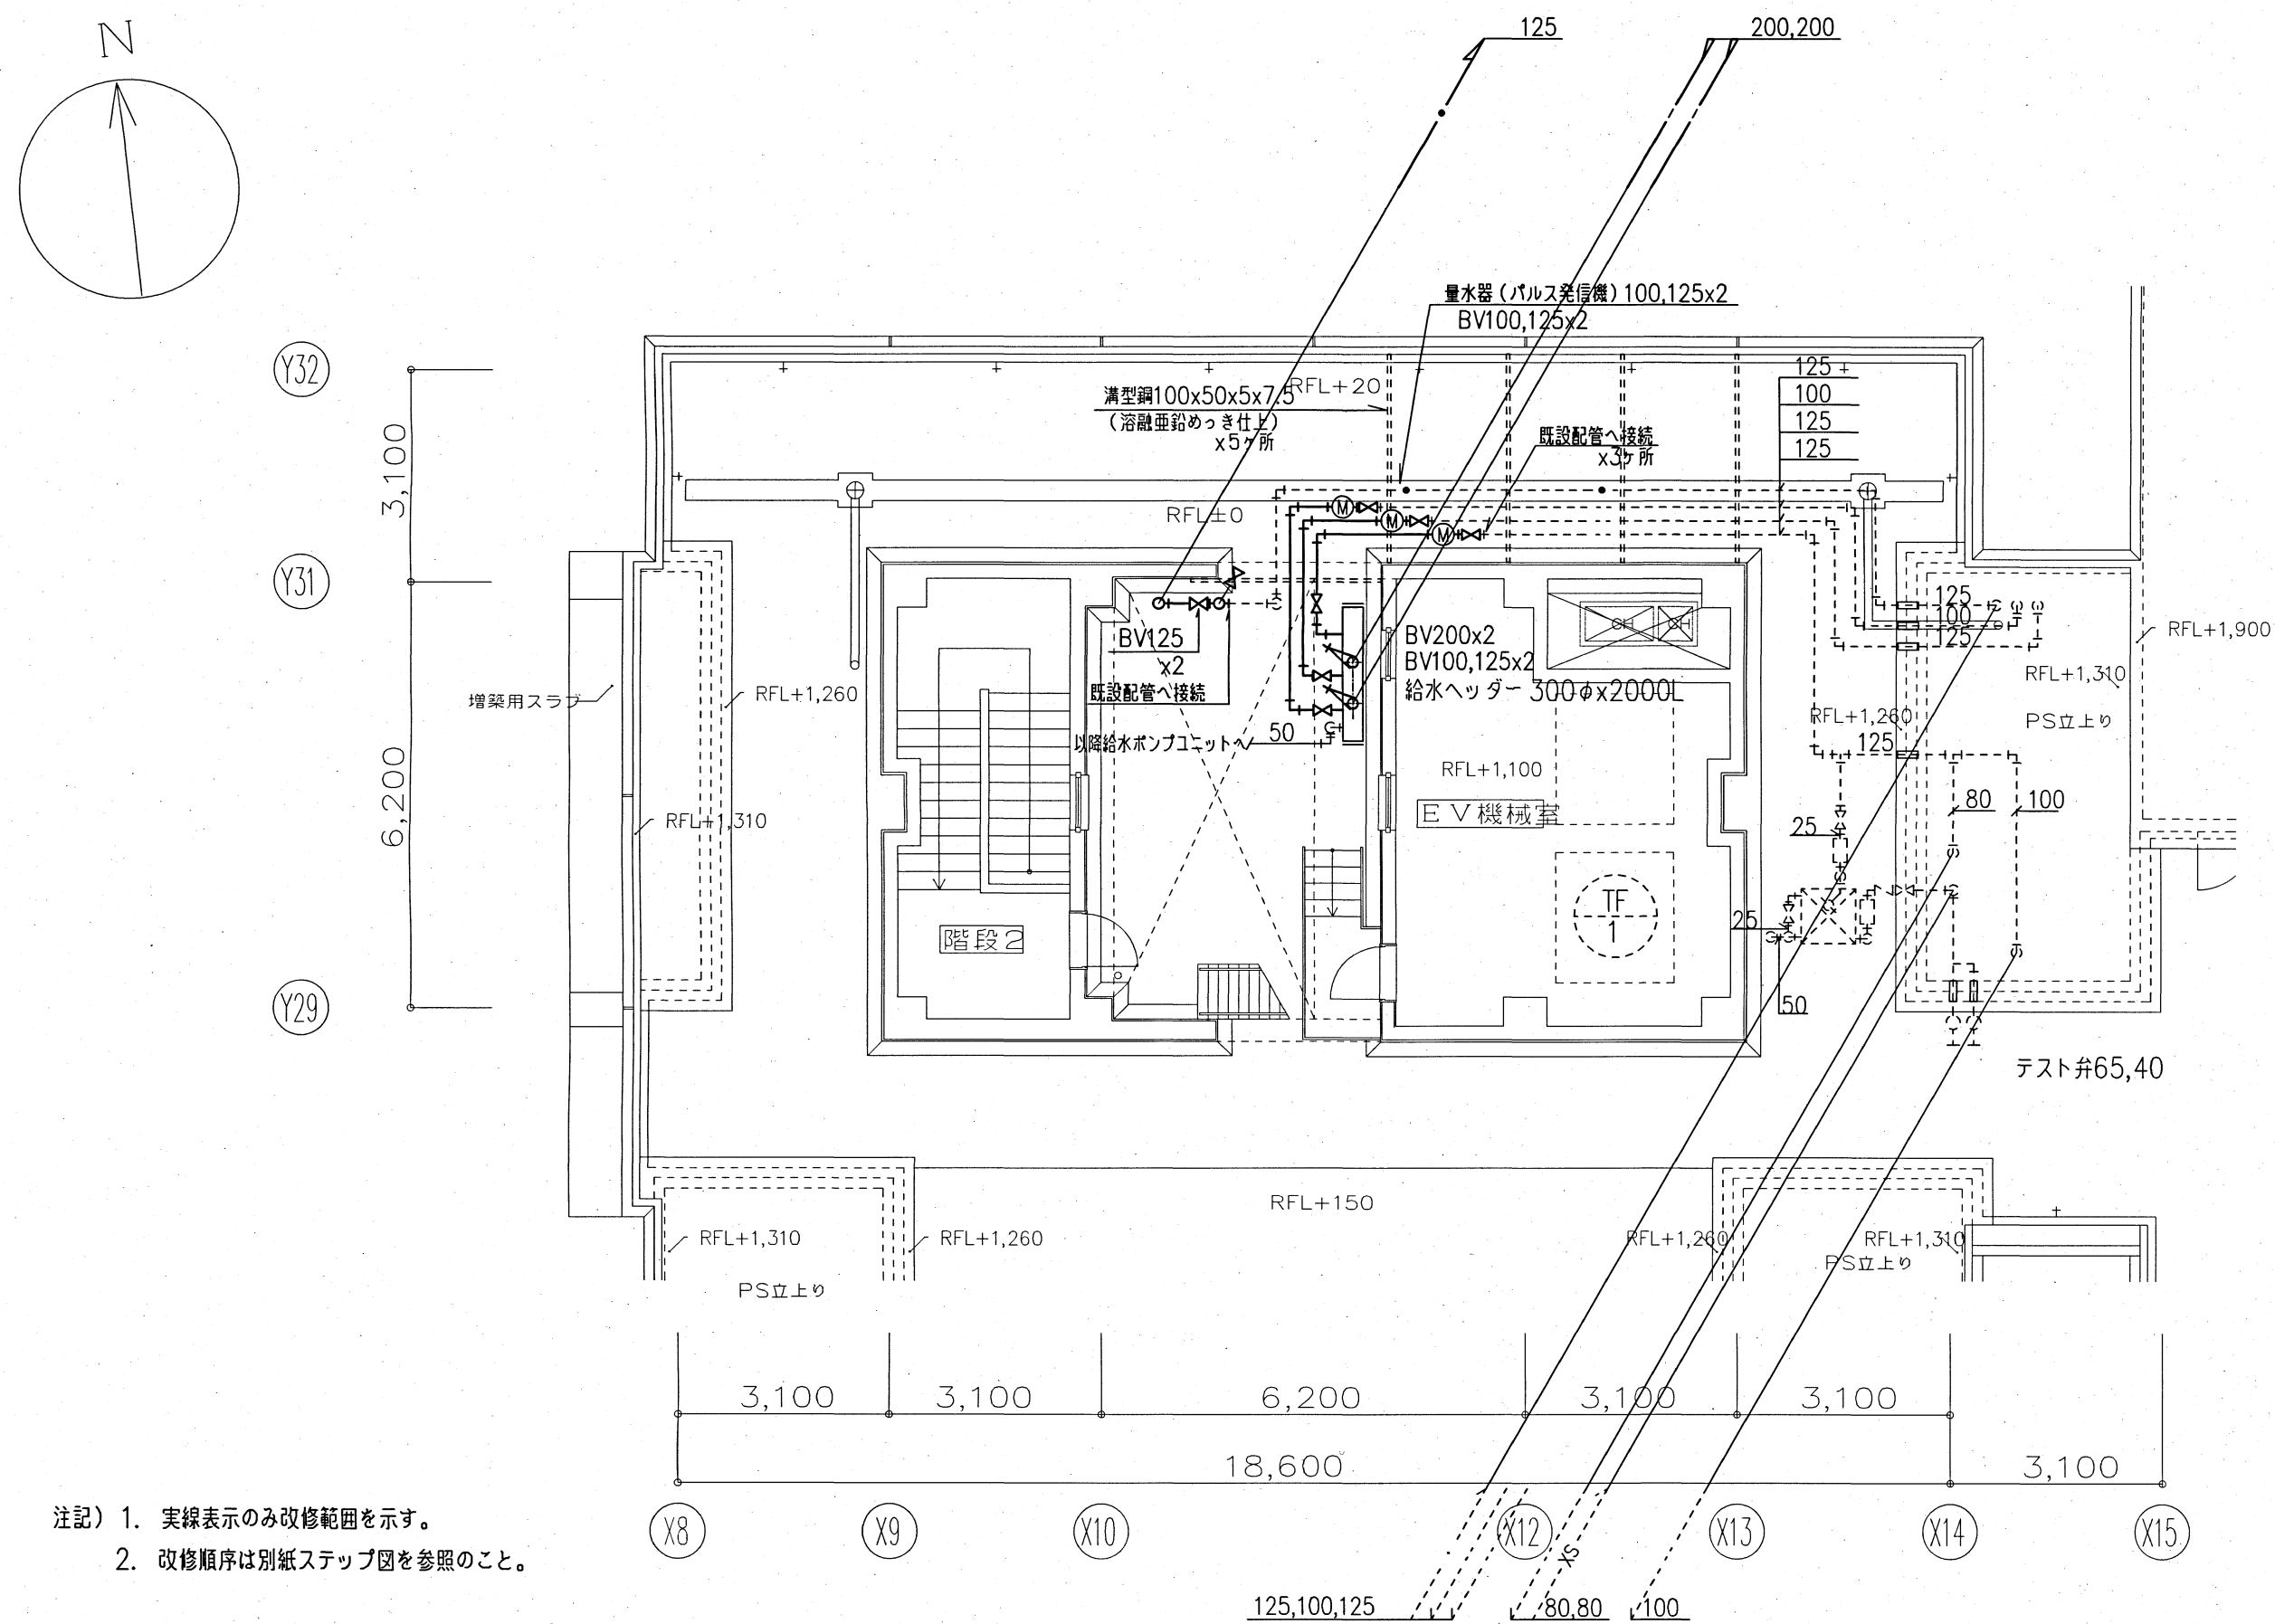 N
125
200,200
量水器(パルス発信機)100,125x2
BV100,125x2
Y32
125
溝型鋼100x50x5x7.5
RFL+20
100
(溶融亜鉛めっき仕上)
125
x5ケ所
既設配管へ接続
125
x3ケ所
3,100
RFL±0
M
M
M
Y31
125
100
125
BV125
x2
BV200x2
BV100,125x2
RFL+1,900
既設配管へ接続
給水ヘッダー 300φx2000L
RFL+1,310
増築用スラブ
RFL+1,260
RFL+1,260
PS立上り
以降給水ポンプユニットへ
50
125
6,200
RFL+1,100
RFL+1,310
EV機械室
80
100
25
TF
1
25
階段2
50
Y29
テスト弁65,40
RFL+150
RFL+1,310
RFL+1,260
RFL+1,260
RFL+1,310
PS立上り
PS立上り
3,100
3,100
6,200
3,100
3,100
18,600
3,100
注記) 1. 実線表示のみ改修範囲を示す。
2. 改修順序は別紙ステップ図を参照のこと。
X8
X9
X10
X12
X13
X14
X15
XS
125,100,125
80,80
100